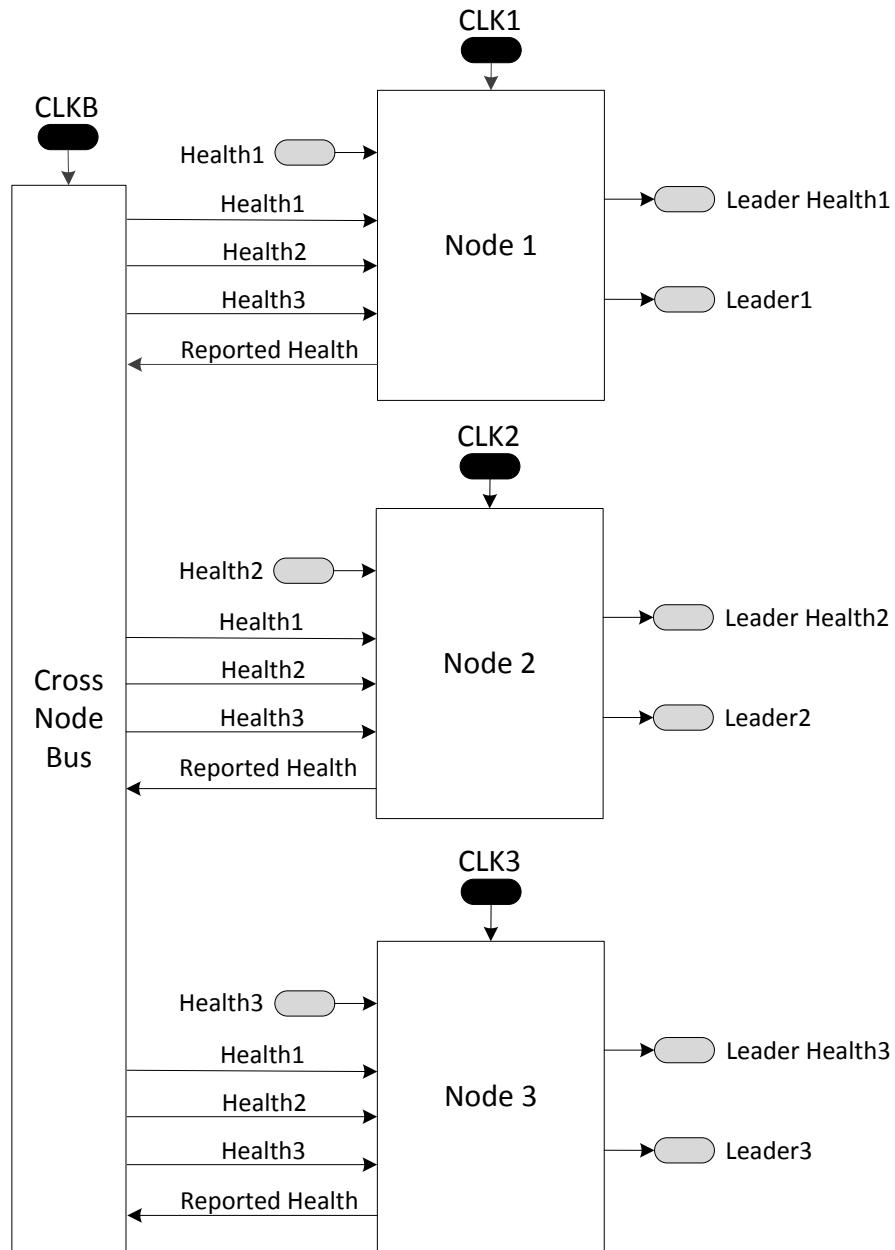 CLK1
CLKB
Health1
Health1
Health2
Health3
Reported Health
Node 1
Leader Health1
Leader1
CLK2
Health2
Health1
Health2
Health3
Reported Health
Node 2
Leader Health2
Leader2
Cross
Node
Bus
CLK3
Health3
Health1
Health2
Health3
Reported Health
Node 3
Leader Health3
Leader3